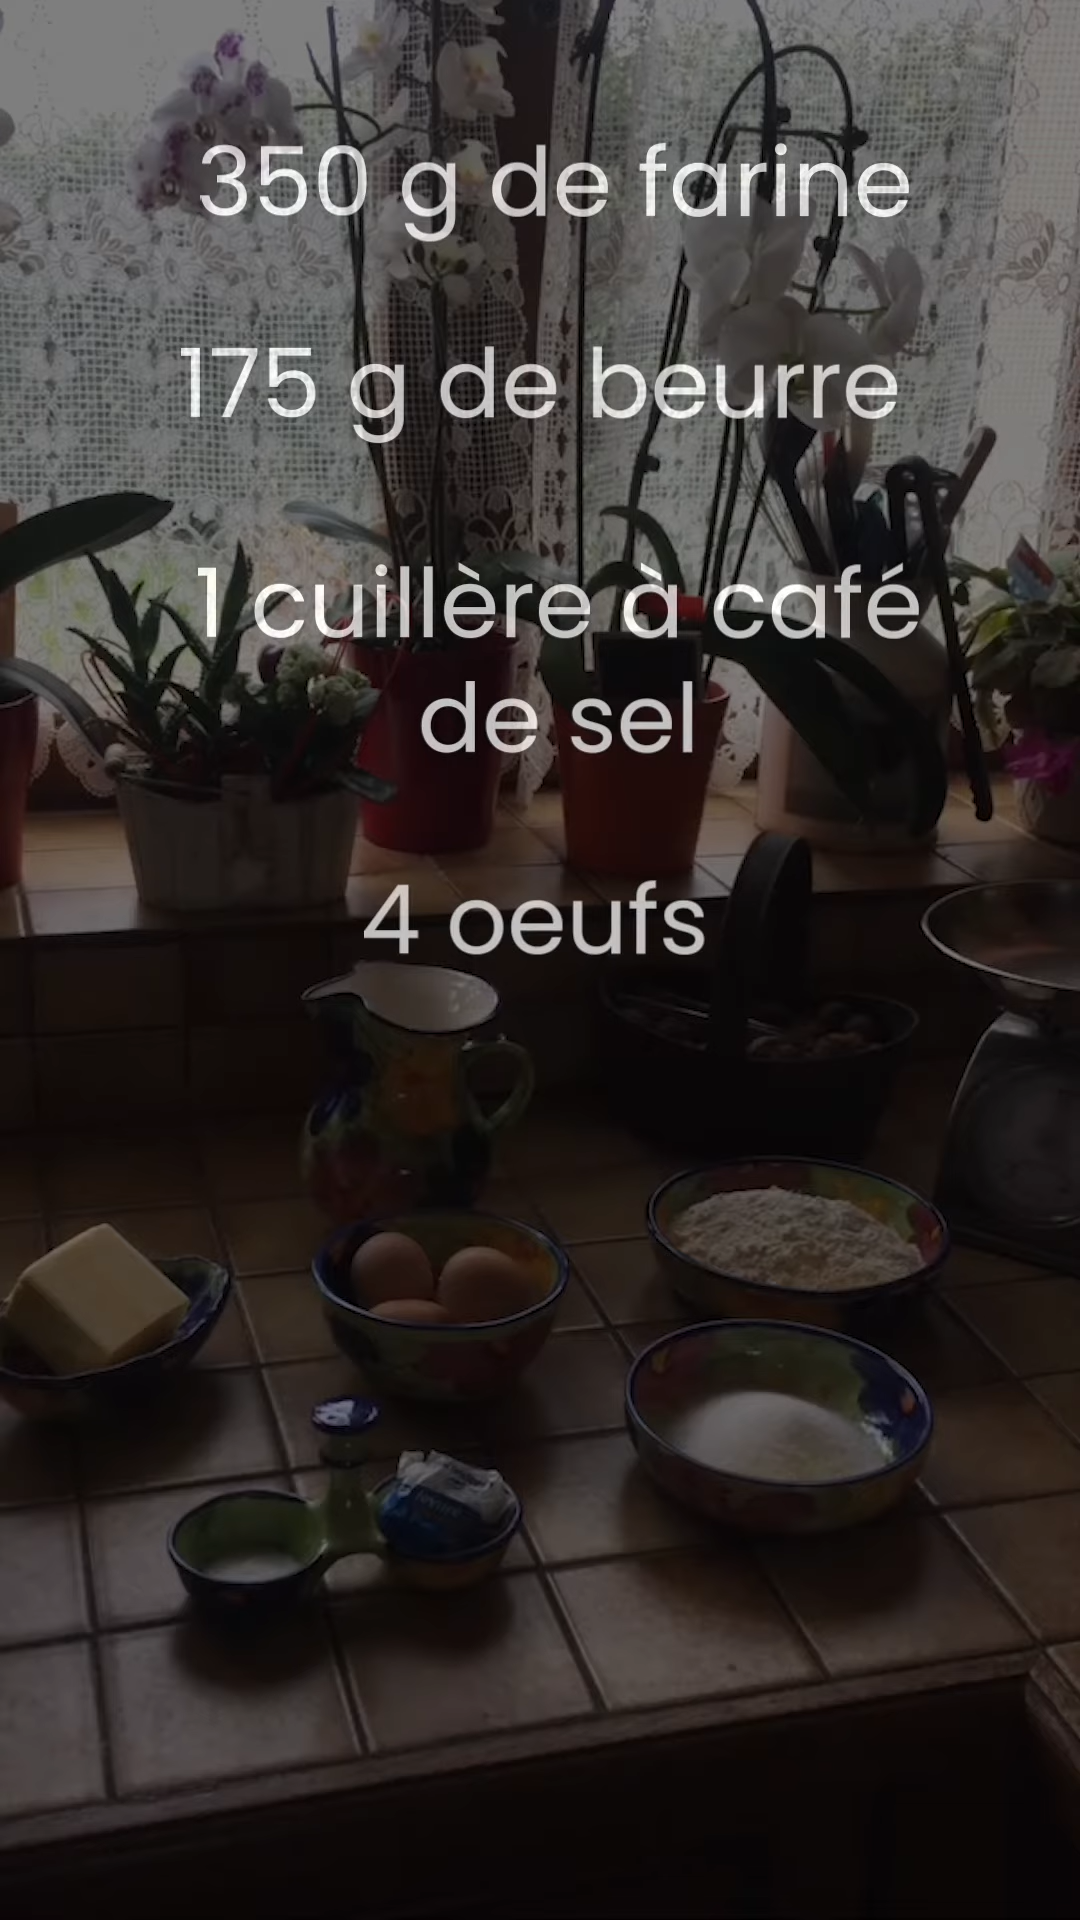 350 g de farine
175 g de beurre
1 cuillère à café
de sel
4 oeufs